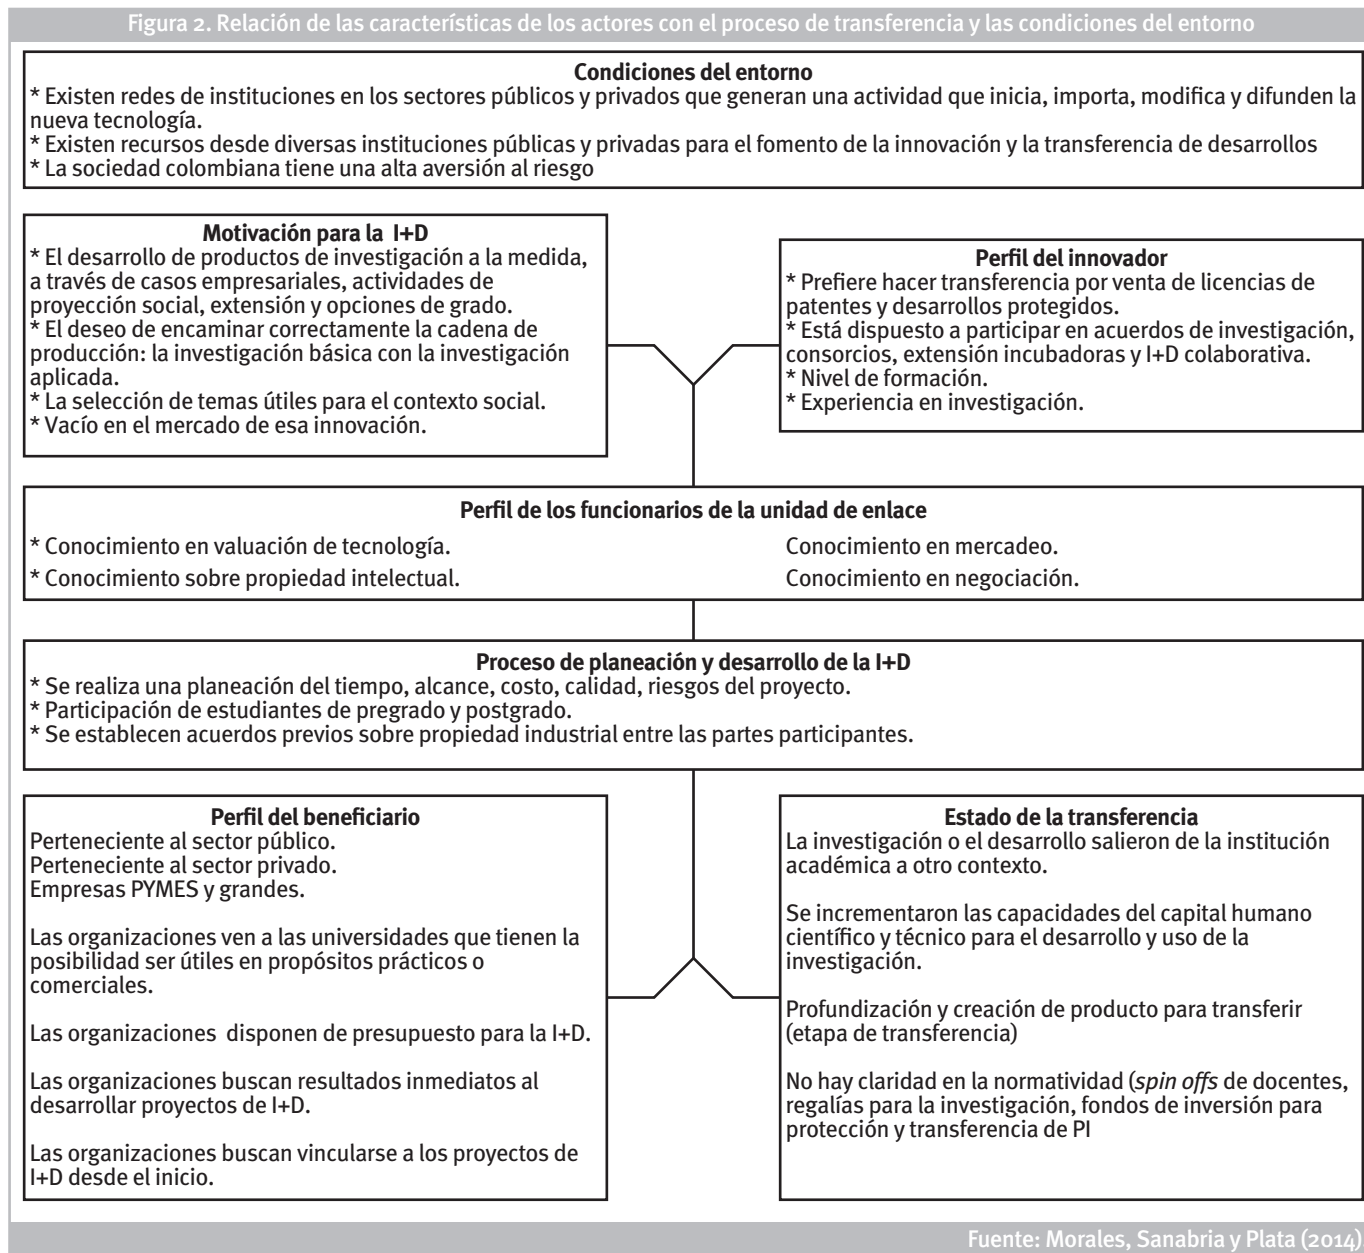 Figura 2. Relación de las características de los actores con el proceso de transferencia y las condiciones del entorno
Condiciones del entorno
* Existen redes de instituciones en los sectores públicos y privados que generan una actividad que inicia, importa, modifica y difunden la
nueva tecnología.
* Existen recursos desde diversas instituciones públicas y privadas para el fomento de la innovación y la transferencia de desarrollos
* La sociedad colombiana tiene una alta aversión al riesgo
Motivación para la I+D
* El desarrollo de productos de investigación a la medida,
a través de casos empresariales, actividades de
proyección social, extensión y opciones de grado.
* El deseo de encaminar correctamente la cadena de
producción: la investigación básica con la investigación
aplicada.
* La selección de temas útiles para el contexto social.
* Vacío en el mercado de esa innovación.
Perfil del innovador
* Prefiere hacer transferencia por venta de licencias de
patentes y desarrollos protegidos.
* Está dispuesto a participar en acuerdos de investigación,
consorcios, extensión incubadoras y I+D colaborativa.
* Nivel de formación.
* Experiencia en investigación.
Perfil de los funcionarios de la unidad de enlace
* Conocimiento en valuación de tecnología. Conocimiento en mercadeo.
* Conocimiento sobre propiedad intelectual. Conocimiento en negociación.
Proceso de planeación y desarrollo de la I+D
* Se realiza una planeación del tiempo, alcance, costo, calidad, riesgos del proyecto.
* Participación de estudiantes de pregrado y postgrado.
* Se establecen acuerdos previos sobre propiedad industrial entre las partes participantes.
Perfil del beneficiario
Perteneciente al sector público.
Perteneciente al sector privado.
Empresas PYMES y grandes.
Las organizaciones ven a las universidades que tienen la
posibilidad ser útiles en propósitos prácticos o
comerciales.
Las organizaciones disponen de presupuesto para la I+D.
Las organizaciones buscan resultados inmediatos al
desarrollar proyectos de I+D.
Las organizaciones buscan vincularse a los proyectos de
I+D desde el inicio.
Estado de la transferencia
La investigación o el desarrollo salieron de la institución
académica a otro contexto.
Se incrementaron las capacidades del capital humano
científico y técnico para el desarrollo y uso de la
investigación.
Profundización y creación de producto para transferir
(etapa de transferencia)
No hay claridad en la normatividad (spin offs de docentes,
regalías para la investigación, fondos de inversión para
protección y transferencia de PI
Fuente: Morales, Sanabria y Plata (2014)